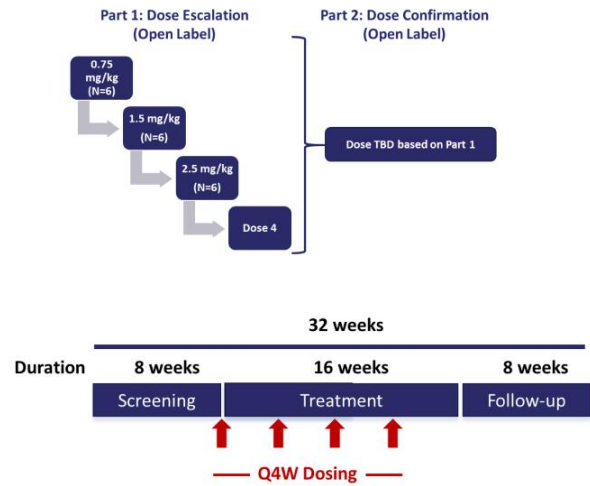 Part 1: Dose Escalation
(Open Label)
Part 2: Dose Confirmation
(Open Label)
0.75
mg/kg
(N=6)
1.5 mg/kg
(N=6)
2.5 mg/kg
(N=6)
Dose 4
Dose TBD based on Part 1
32 weeks
Duration
8 weeks
16 weeks
8 weeks
Screening
Treatment
Follow-up
Q4W Dosing